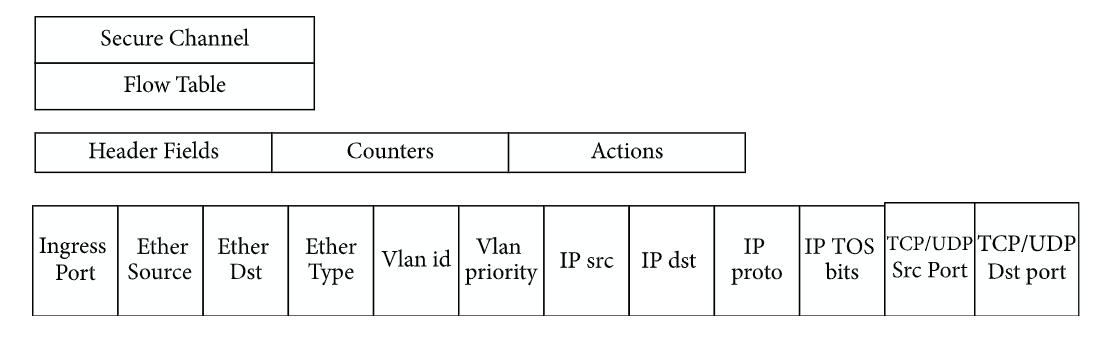 Secure Channel
Flow Table
Header Fields Counters Actions
Ingress Port
Ether Source
Ether Dst
Ether Type
Vlan id
Vlan priority
IP src
IP dst
IP proto
IP TOS bits
TCP/UDP Src Port
TCP/UDP Dst port